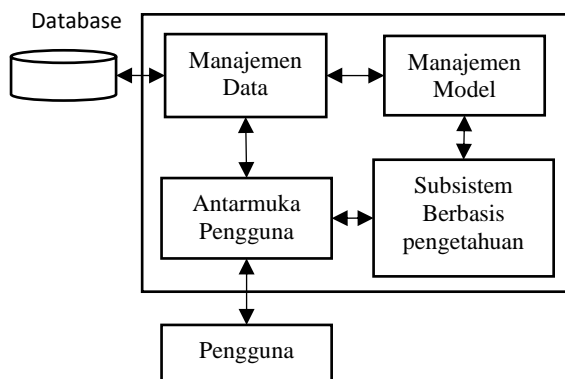 Database
Manajemen
Data
Manajemen
Model
Antarmuka
Pengguna
Subsistem
Berbasis
pengetahuan
Pengguna